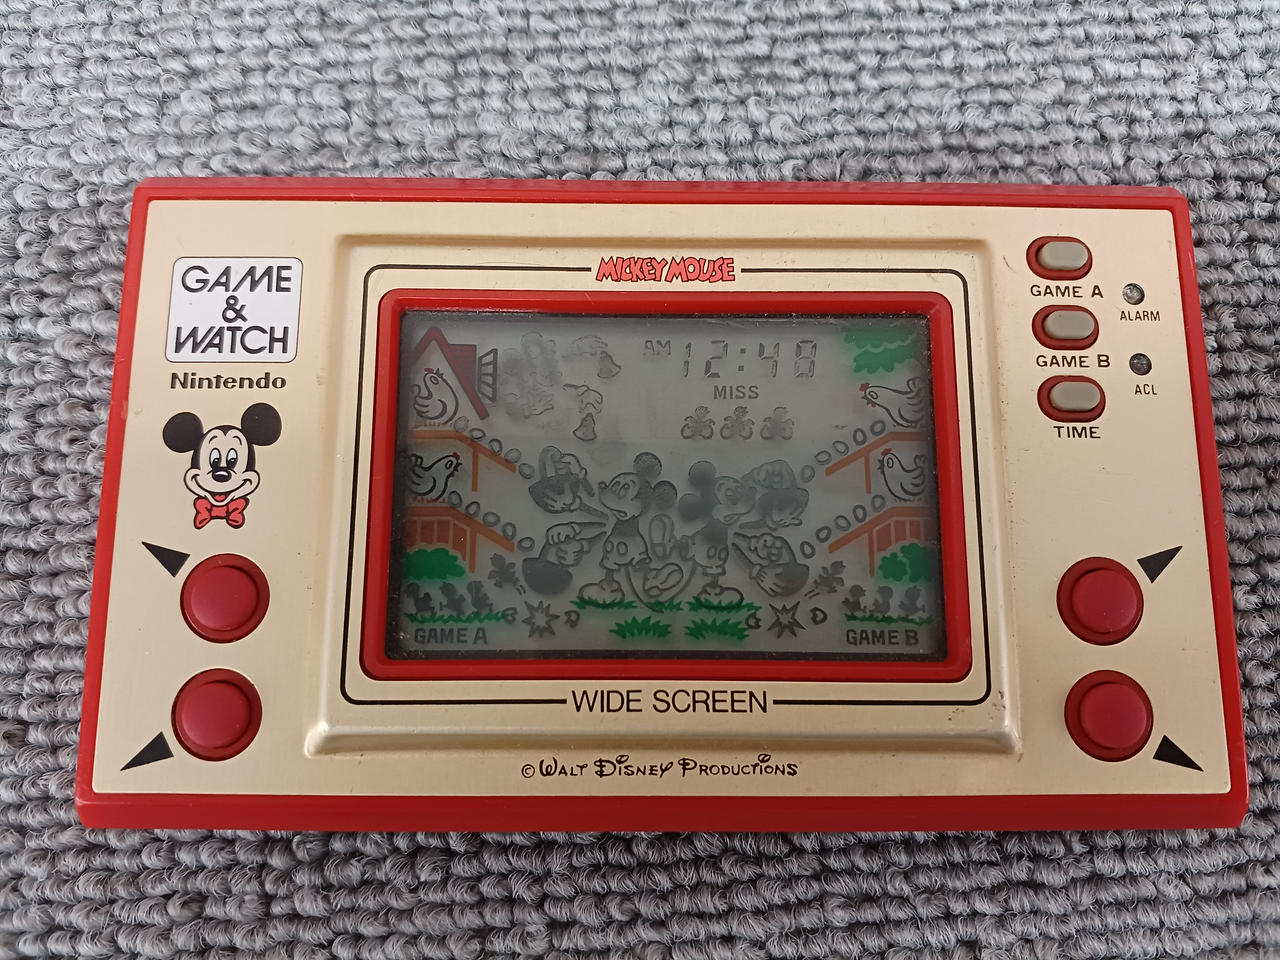 GAME
&
WATCH
Nintendo
MICKEY MOUSE
AM 12:48
MISS
GAME A
GAME B
WIDE SCREEN
© WALT DISNEY PRODUCTIONS
GAME A
ALARM
GAME B
ACL
TIME